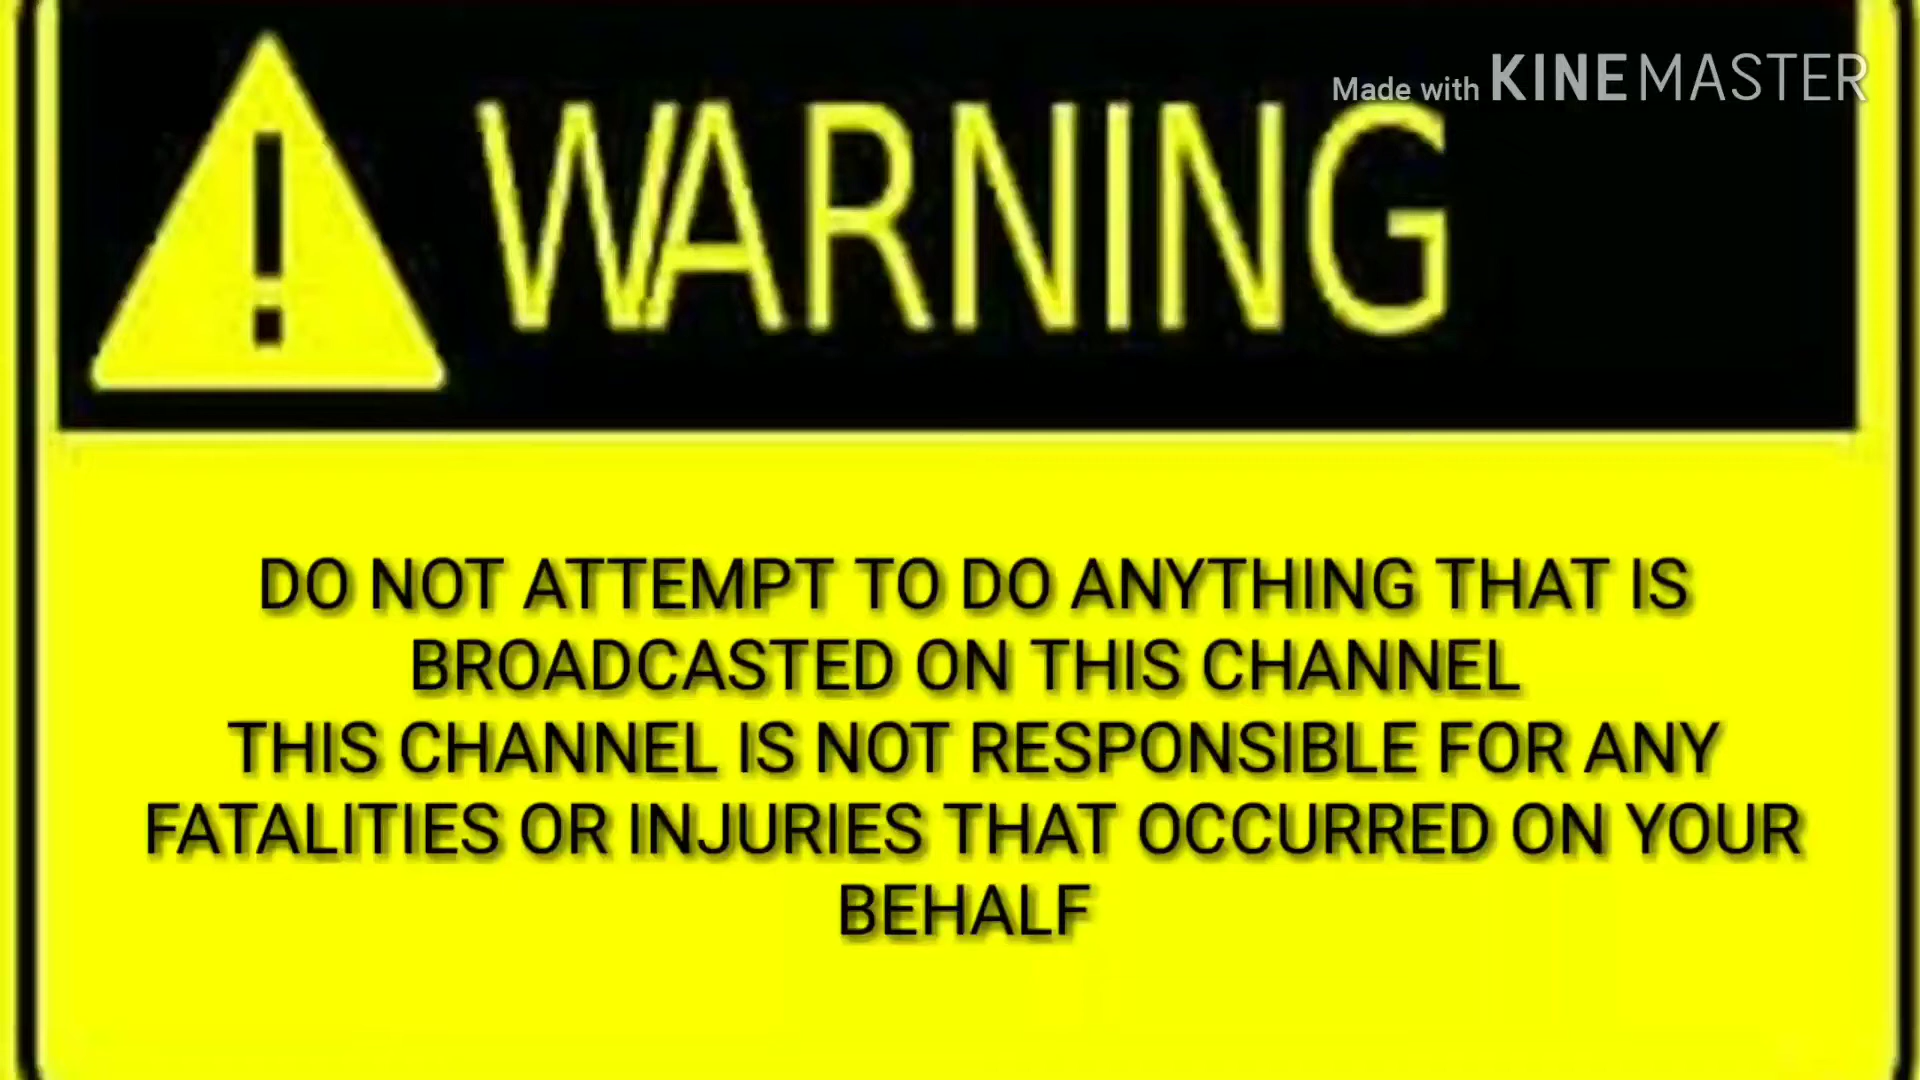 Made with KINEMASTER
WARNING
DO NOT ATTEMPT TO DO ANYTHING THAT IS
BROADCASTED ON THIS CHANNEL
THIS CHANNEL IS NOT RESPONSIBLE FOR ANY
FATALITIES OR INJURIES THAT OCCURRED ON YOUR
BEHALF